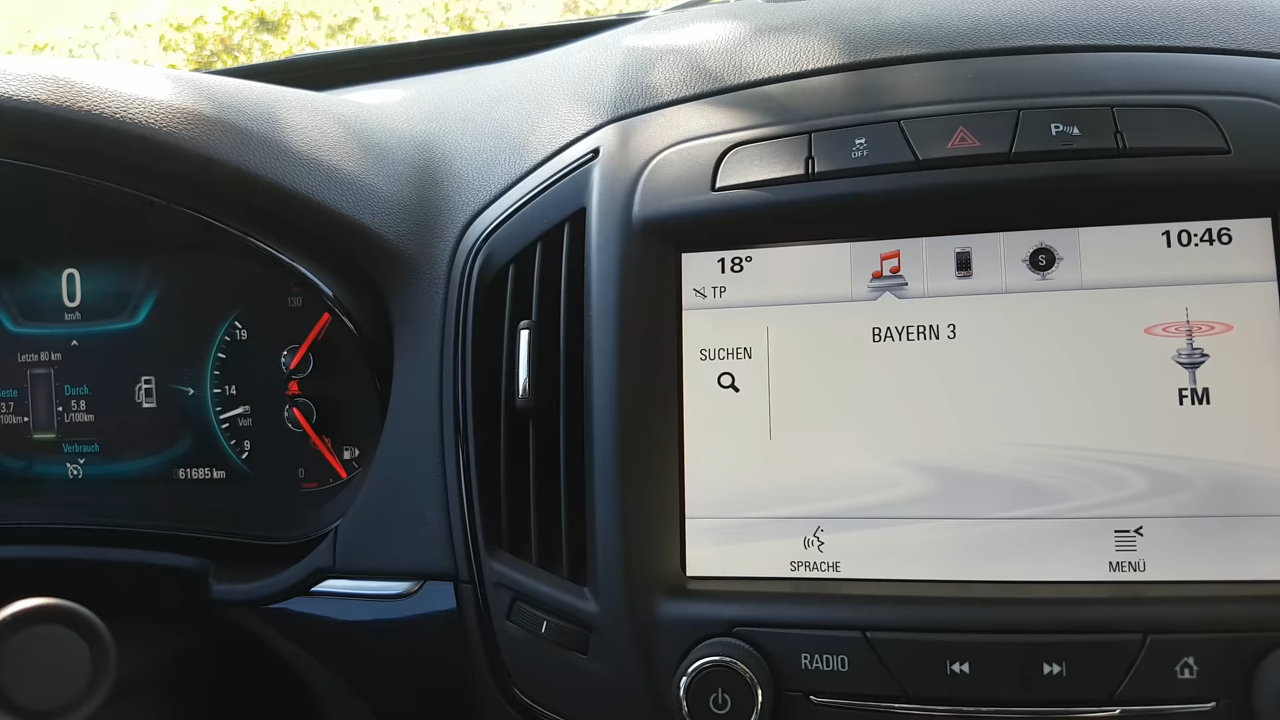 0
km/h
Letzte 80 km
Durch.
3.7
5.8
L/100km
Verbrauch
19
14
Volt
9
130
0
61685 km
OFF
P
18°
TP
S
10:46
SUCHEN
BAYERN 3
FM
SPRACHE
MENÜ
RADIO